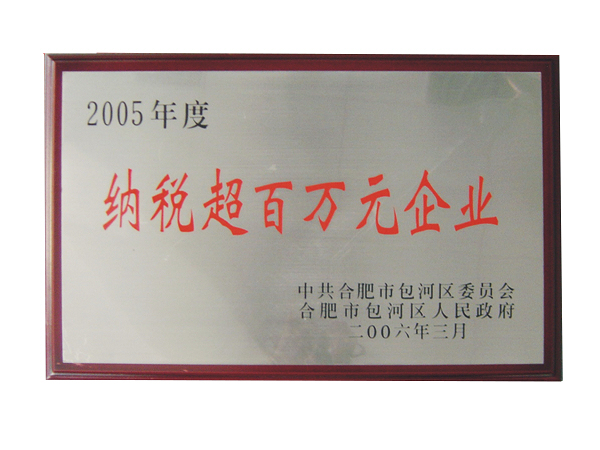 2005年度
纳税超百万元企业
中共合肥市包河区委员会
合肥市包河区人民政府
二OO六年三月